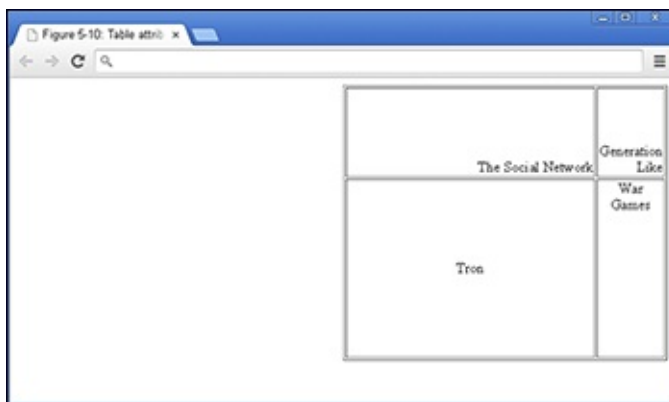 Figure 5-10: Table attrib
The Social Network
Generation
Like
Tron
War
Games